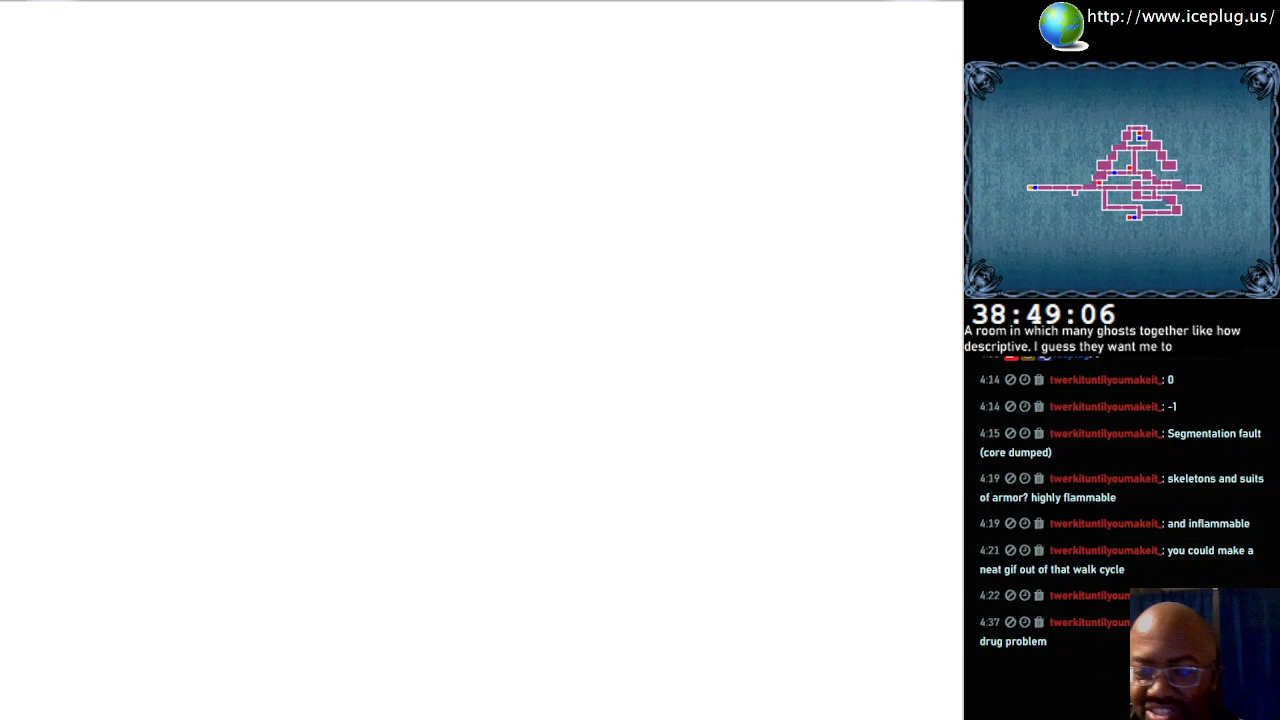 http://www.iceplug.us/
38:49:06
A room in which many ghosts together like how
descriptive. I guess they want me to
4:14 twerkituntilyoumakeit_: 0
4:14 twerkituntilyoumakeit_: -1
4:15 twerkituntilyoumakeit_: Segmentation fault
(core dumped)
4:19 twerkituntilyoumakeit_: skeletons and suits
of armor? highly flammable
4:19 twerkituntilyoumakeit_: and inflammable
4:21 twerkituntilyoumakeit_: you could make a
neat gif out of that walk cycle
4:22 twerkituntilyoum
4:37 twerkituntilyoum
drug problem